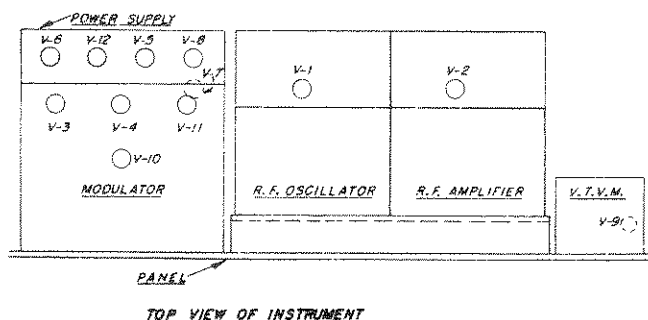 POWER SUPPLY
V-6 V-12 V-5 V-8
V-7
V-1 V-2
V-3 V-4 V-11
V-10
MODULATOR R.F. OSCILLATOR R.F. AMPLIFIER V.T.V.M.
V-9
PANEL
TOP VIEW OF INSTRUMENT